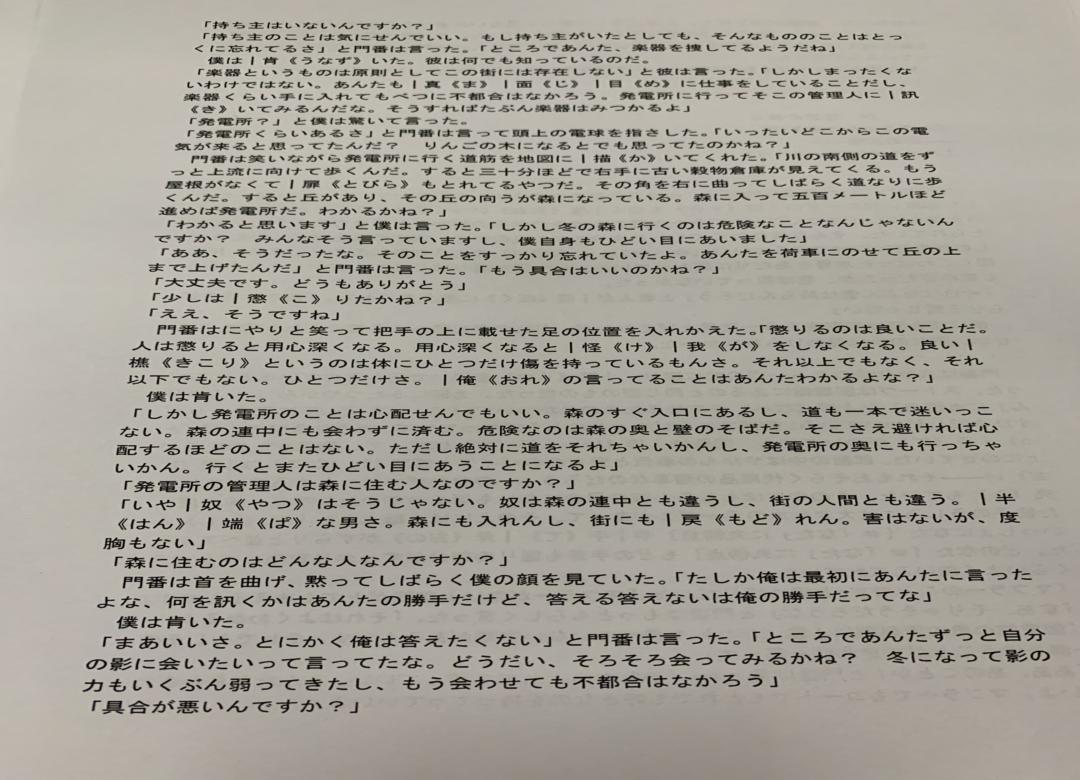 「持ち主はいないんですか？」
「持ち主のことは気にせんでいい。もし持ち主がいたとしても、そんなもののことはとっ
くに忘れてるさ」と門番は言った。「ところであんた、楽器を捜してるようだね」
僕は｜肯《うなず》いた。彼は何でも知っているのだ。
「楽器というものは原則としてこの街には存在しない」と彼は言った。「しかしまったくな
いわけではない。あんたも｜真《ま》｜面《じ》｜目《め》に仕事をしていることだし、
楽器くらい手に入れてもべつに不都合はなかろう。発電所に行ってそこの管理人に｜訊
《き》いてみるんだな。そうすればたぶん楽器はみつかるよ」
「発電所？」と僕は驚いて言った。
「発電所くらいあるさ」と門番は言って頭上の電球を指さした。「いったいどこからこの電
気が来ると思ってたんだ？　りんごの木になるとでも思ってたのかね？」
門番は笑いながら発電所に行く道筋を地図に｜描《か》いてくれた。「川の南側の道をず
っと上流に向けて歩くんだ。すると三十分ほどで右手に古い穀物倉庫が見えてくる。もう
屋根がなくて｜扉《とびら》もとれてるやつだ。その角を右に曲ってしばらく道なりに歩
くんだ。すると丘があり、その丘の向うが森になっている。森に入って五百メートルほど
進めば発電所だ。わかるかね？」
「わかると思います」と僕は言った。「しかし冬の森に行くのは危険なことなんじゃないん
ですか？　みんなそう言っていますし、僕自身もひどい目にあいました」
「ああ、そうだったな。そのことをすっかり忘れていたよ。あんたを荷車にのせて丘の上
まで上げたんだ」と門番は言った。「もう具合はいいのかね？」
「大丈夫です。どうもありがとう」
「少しは｜懲《こ》りたかね？」
「ええ、そうですね」
門番はにやりと笑って把手の上に載せた足の位置を入れかえた。「懲りるのは良いことだ。
人は懲りると用心深くなる。用心深くなると｜怪《け》｜我《が》をしなくなる。良い｜
樵《きこり》というのは体にひとつだけ傷を持っているもんさ。それ以上でもなく、それ
以下でもない。ひとつだけさ。｜俺《おれ》の言ってることはあんたわかるよな？」
僕は肯いた。
「しかし発電所のことは心配せんでもいい。森のすぐ入口にあるし、道も一本で迷いっこ
ない。森の連中にも会わずに済む。危険なのは森の奥と壁のそばだ。そこさえ避ければ心
配するほどのことはない。ただし絶対に道をそれちゃいかんし、発電所の奥にも行っちゃ
いかん。行くとまたひどい目にあうことになるよ」
「発電所の管理人は森に住む人なのですか？」
「いや｜奴《やつ》はそうじゃない。奴は森の連中とも違うし、街の人間とも違う。｜半
《はん》｜端《ぱ》な男さ。森にも入れんし、街にも｜戻《もど》れん。害はないが、度
胸もない」
「森に住むのはどんな人なんですか？」
門番は首を曲げ、黙ってしばらく僕の顔を見ていた。「たしか俺は最初にあんたに言った
よな、何を訊くかはあんたの勝手だけど、答える答えないは俺の勝手だってな」
僕は肯いた。
「まあいいさ。とにかく俺は答えたくない」と門番は言った。「ところであんたずっと自分
の影に会いたいって言ってたな。どうだい、そろそろ会ってみるかね？　冬になって影の
力もいくぶん弱ってきたし、もう会わせても不都合はなかろう」
「具合が悪いんですか？」